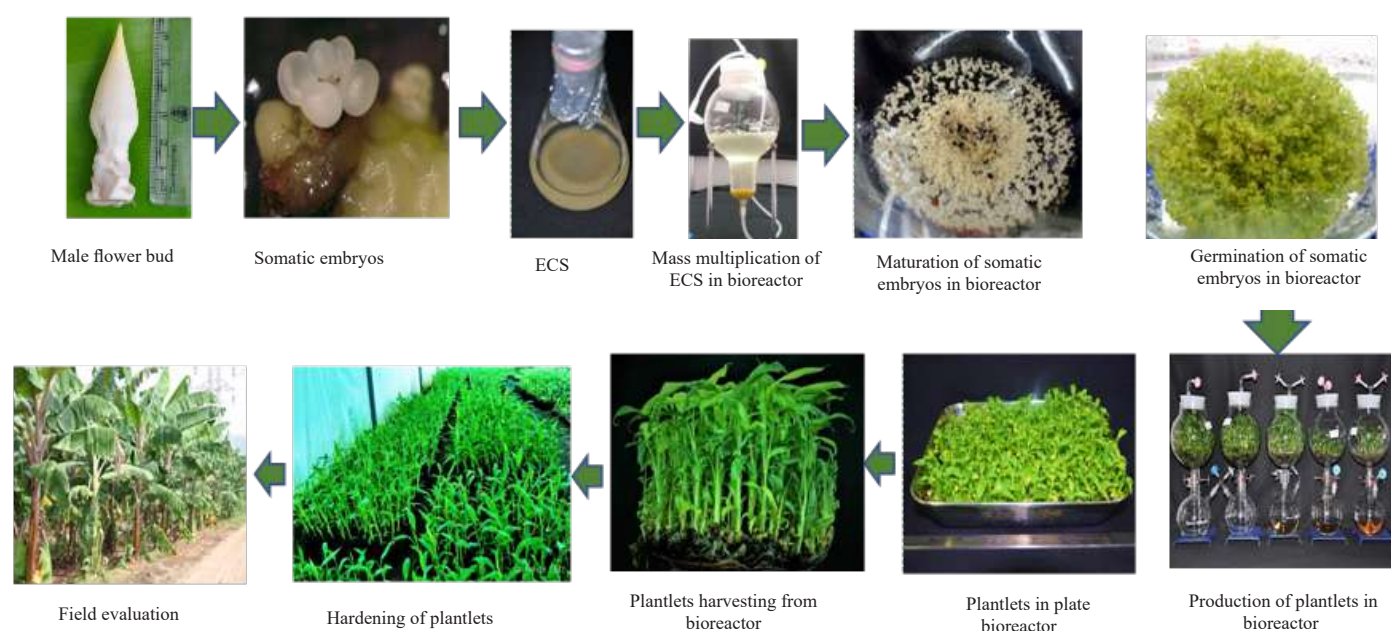 Male flower bud
Somatic embryos
ECS
Mass multiplication of
ECS in bioreactor
Maturation of somatic
embryos in bioreactor
Germination of somatic
embryos in bioreactor
Field evaluation
Hardening of plantlets
Plantlets harvesting from
bioreactor
Plantlets in plate
bioreactor
Production of plantlets in
bioreactor